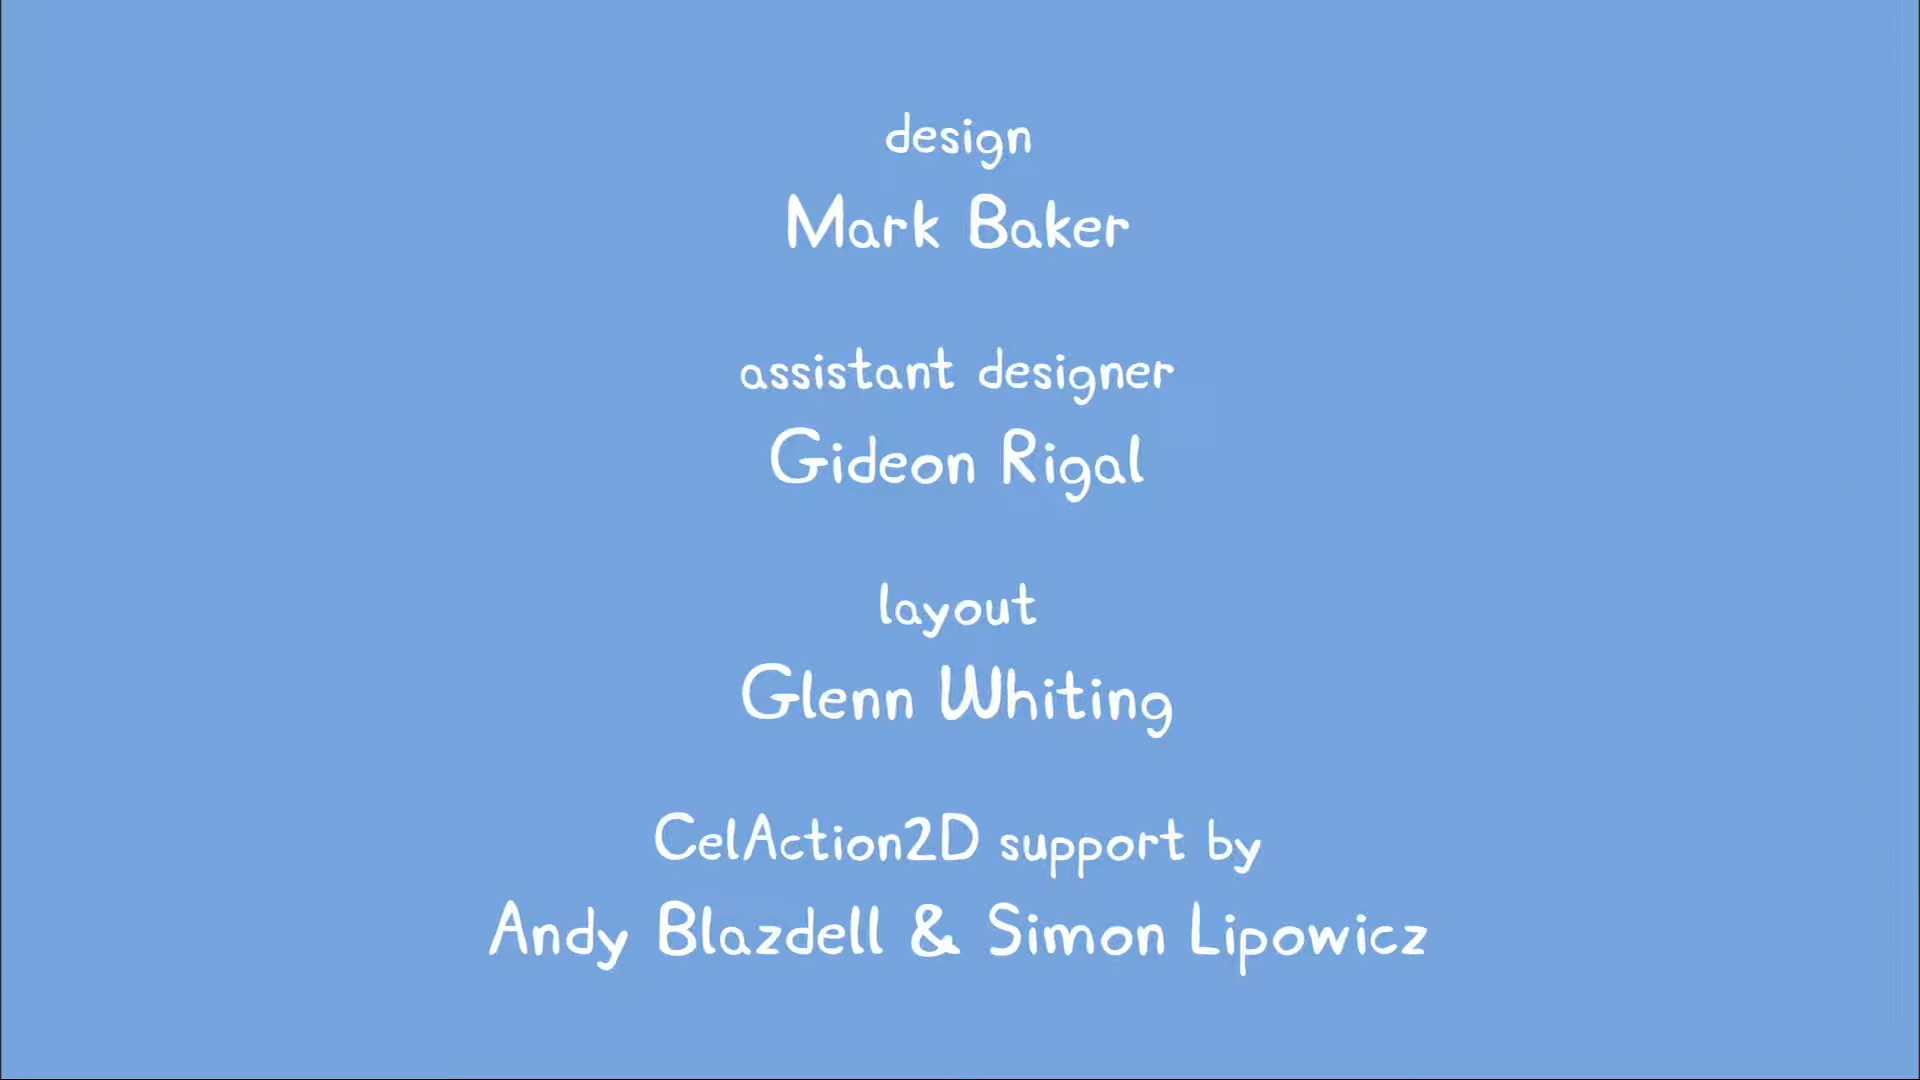 design
Mark Baker
assistant designer
Gideon Rigal
layout
Glenn Whiting
CelAction2D support by
Andy Blazdell & Simon Lipowicz